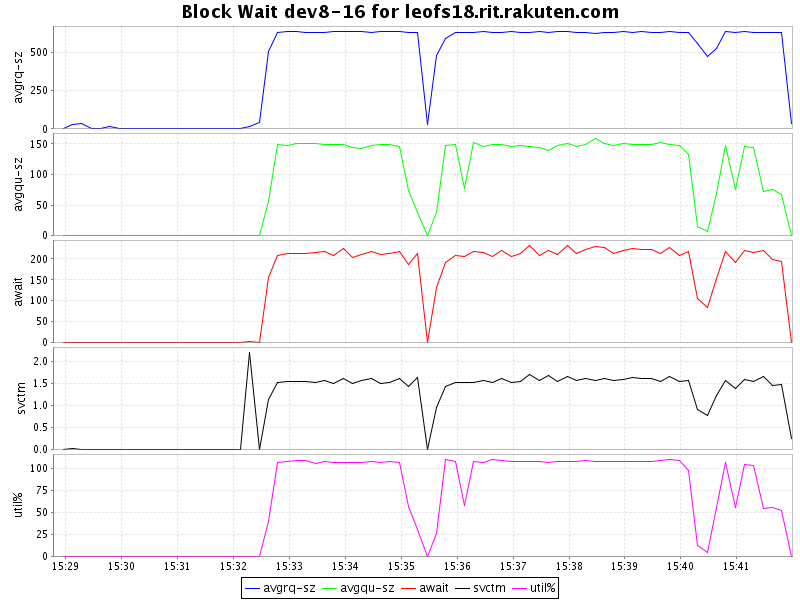 Block Wait dev8-16 for leofs18.rit.rakuten.com
avgrq-sz
500
250
0
avgqu-sz
150
100
50
0
await
200
150
100
50
0
svctm
2.0
1.5
1.0
0.5
0.0
util%
100
75
50
25
0
15:29 15:30 15:31 15:32 15:33 15:34 15:35 15:36 15:37 15:38 15:39 15:40 15:41
avgrq-sz avgqu-sz await svctm util%